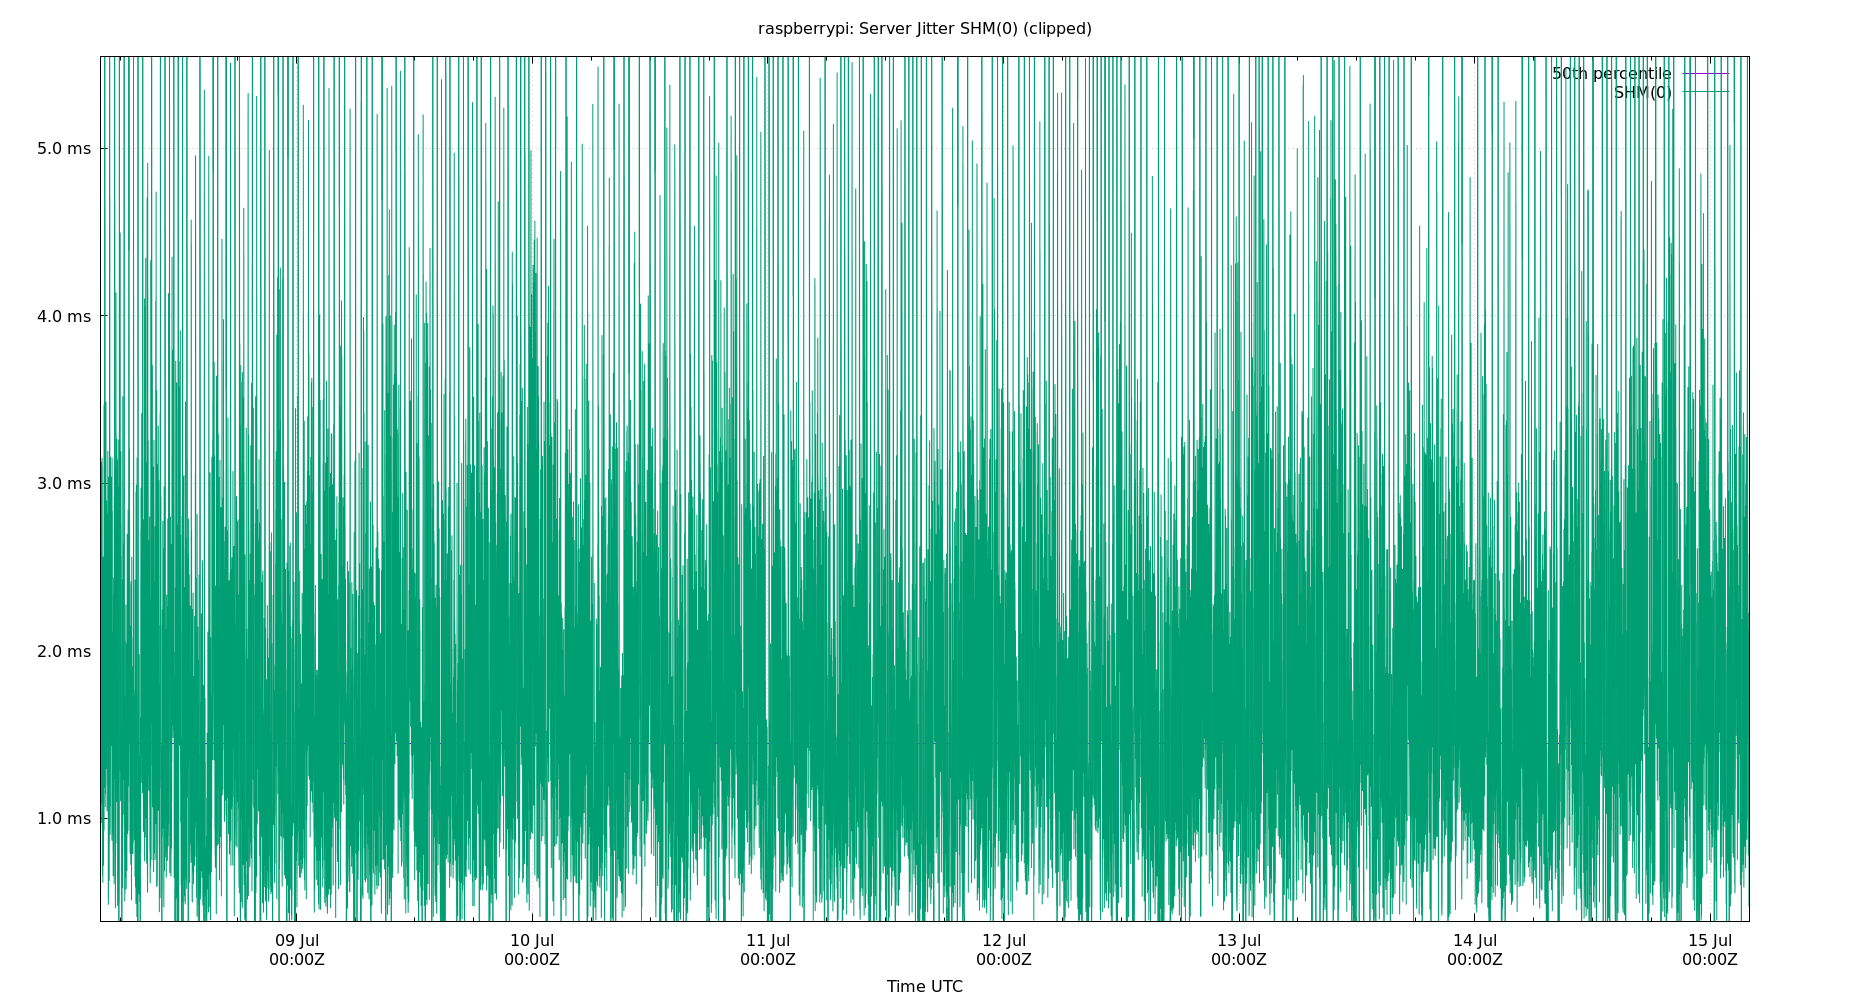 raspberrypi: Server Jitter SHM(0) (clipped)
50th percentile
SHM(0)
5.0 ms
4.0 ms
3.0 ms
2.0 ms
1.0 ms
09 Jul 10 Jul 11 Jul 12 Jul 13 Jul 14 Jul 15 Jul
00:00Z 00:00Z 00:00Z 00:00Z 00:00Z 00:00Z 00:00Z
Time UTC